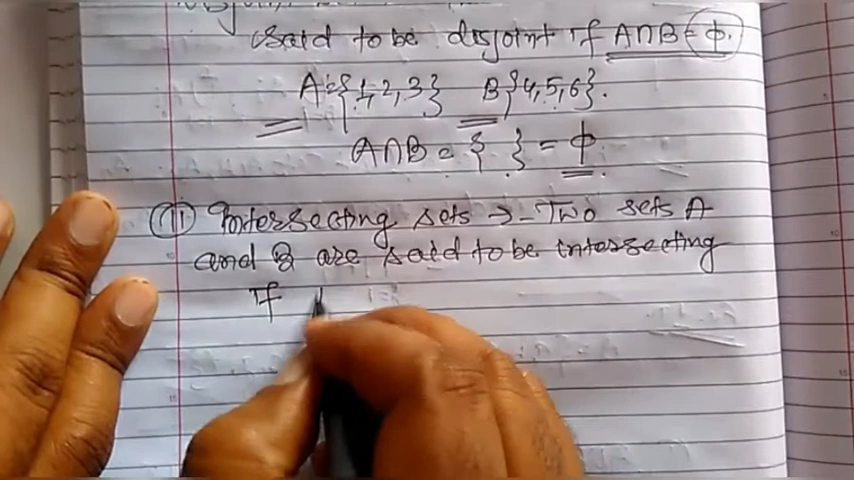 said to be disjoint if A∩B = ϕ.
A = {1, 2, 3} B {4, 5, 6}.
A∩B = { } = ϕ.
(ii) Intersecting sets → Two sets A
and B are said to be intersecting
If